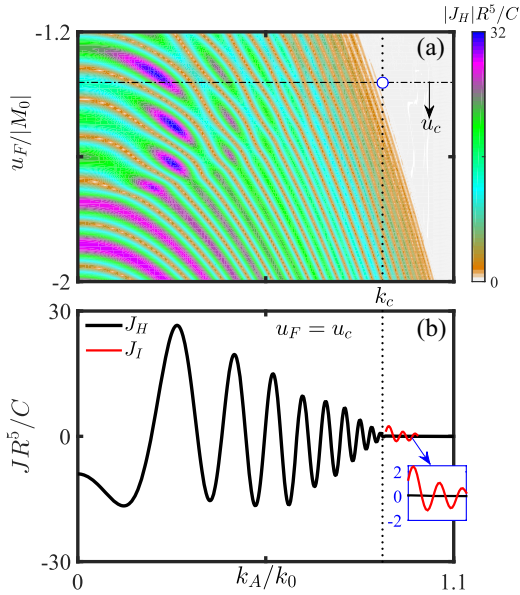 |J_H|R^5/C
-1.2
(a)
32
u_F/|M_0|
u_c
-2
0
k_c
30
J_H
J_I
u_F = u_c
(b)
JR^5/C
0
2
0
-2
-30
0
k_A/k_0
1.1